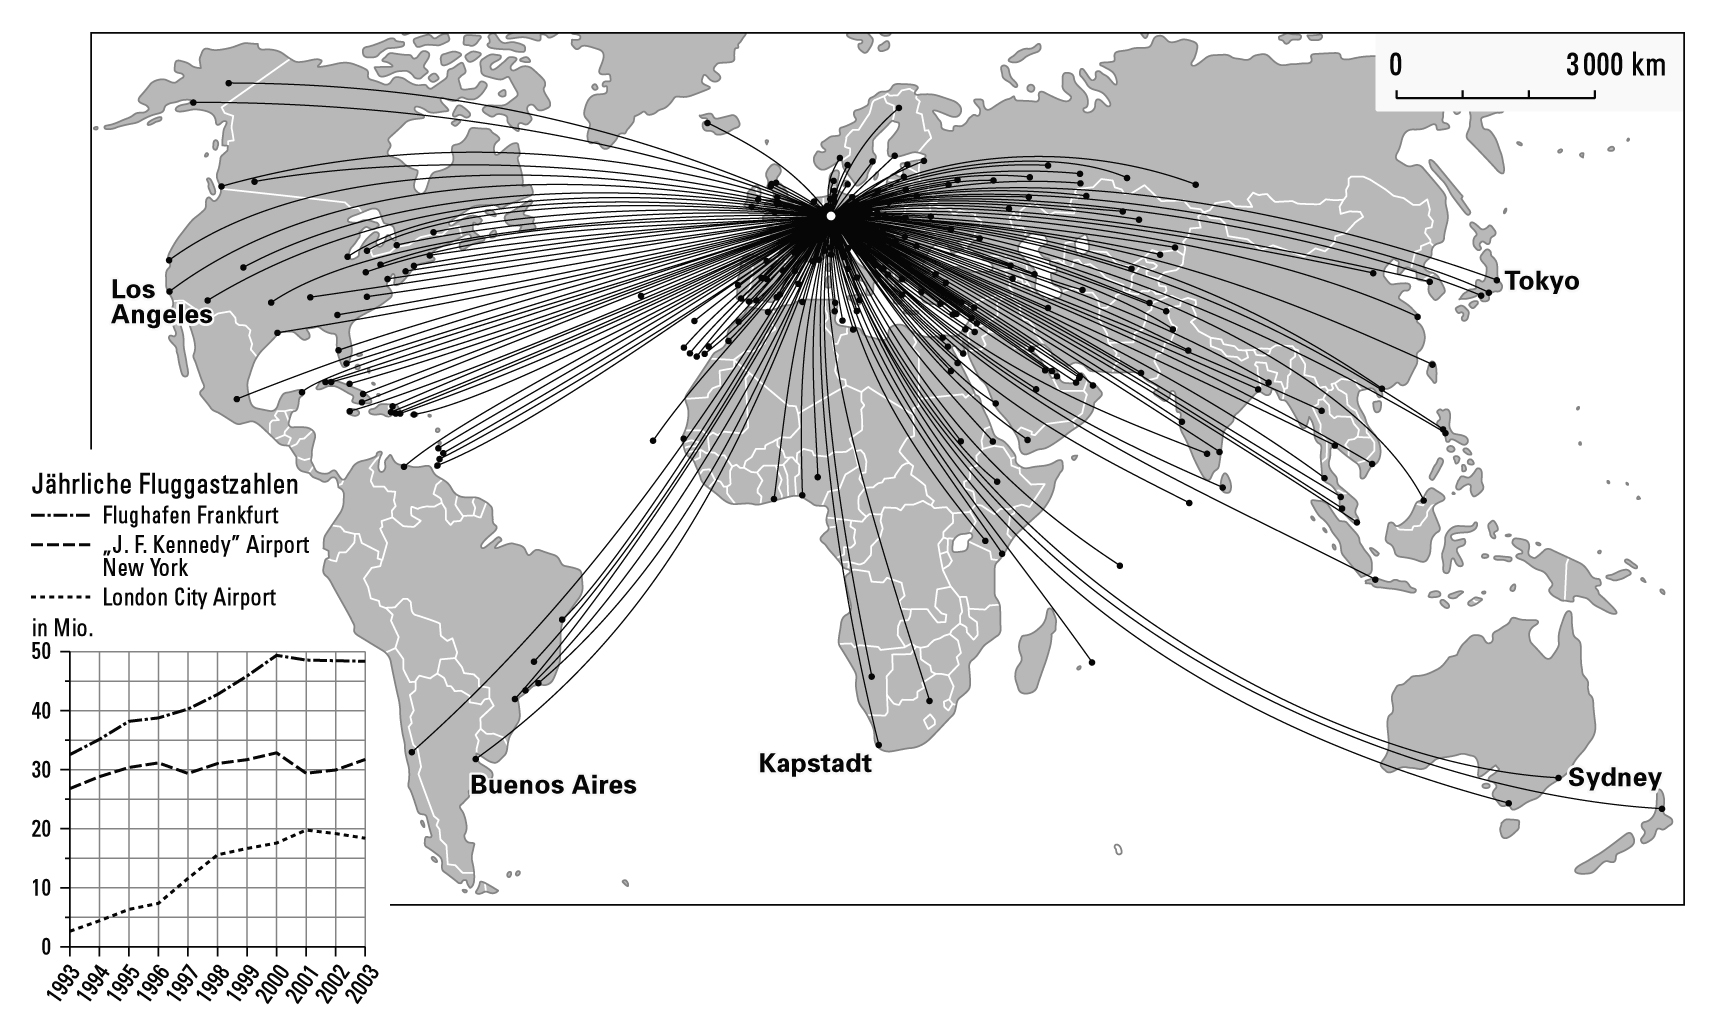 0 3 000 km
Los
Angeles
Tokyo
Jährliche Fluggastzahlen
Flughafen Frankfurt
„J. F. Kennedy” Airport
New York
London City Airport
in Mio.
50
40
30
20
10
0
1993 1994 1995 1996 1997 1998 1999 2000 2001 2002 2003
Buenos Aires
Kapstadt
Sydney